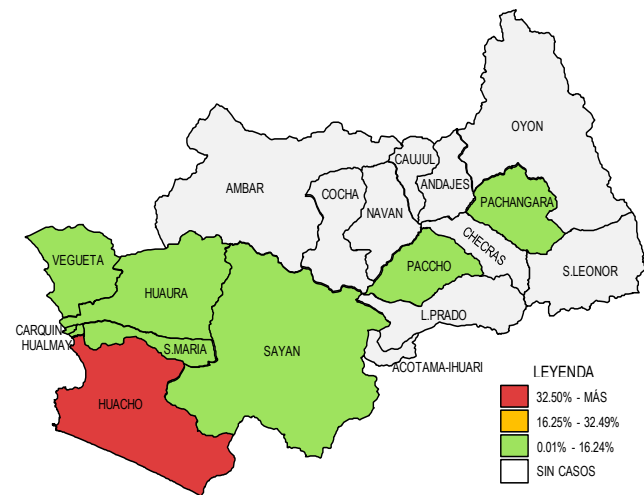 OYON
CAUJUL
AMBAR
COCHA
ANDAJES
NAVAN
PACHANGARA
CHECRAS
VEGUETA
PACCHO
S.LEONOR
HUAURA
L.PRADO
CARQUIN
HUALMAY
S.MARIA
SAYAN
ACOTAMA-IHUARI
HUACHO
LEYENDA
32.50% - MÁS
16.25% - 32.49%
0.01% - 16.24%
SIN CASOS